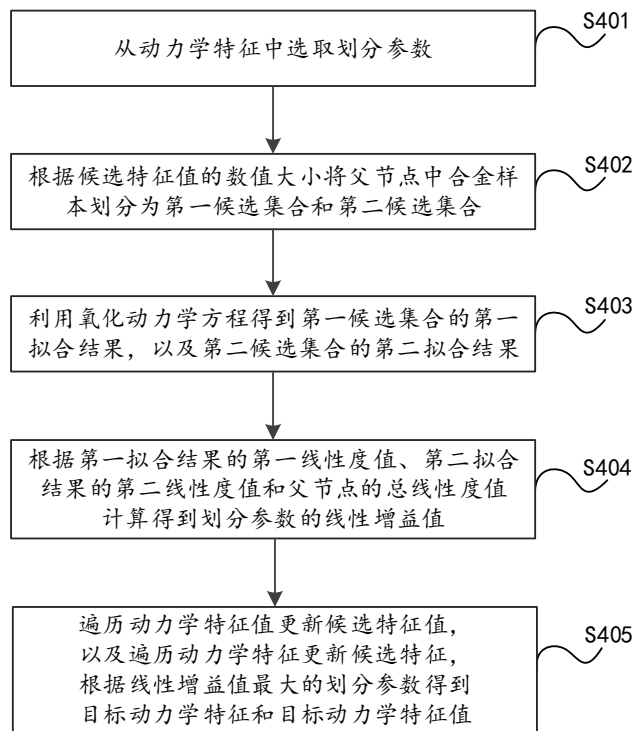 从动力学特征中选取划分参数
S401
根据候选特征值的数值大小将父节点中合金样
本划分为第一候选集合和第二候选集合
S402
利用氧化动力学方程得到第一候选集合的第一
拟合结果，以及第二候选集合的第二拟合结果
S403
根据第一拟合结果的第一线性度值、第二拟合
结果的第二线性度值和父节点的总线性度值
计算得到划分参数的线性增益值
S404
遍历动力学特征值更新候选特征值，
以及遍历动力学特征更新候选特征，
根据线性增益值最大的划分参数得到
目标动力学特征和目标动力学特征值
S405